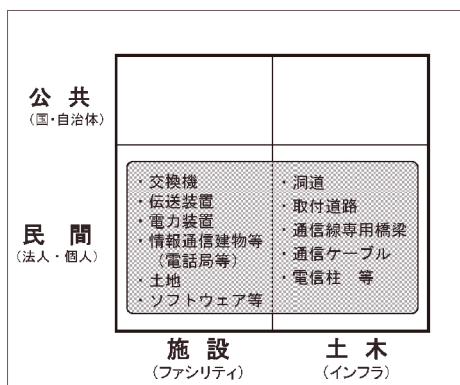 公 共
(国・自治体)
民 間
(法人・個人)
・交換機
・伝送装置
・電力装置
・情報通信建物等
(電話局等)
・土地
・ソフトウェア等
・洞道
・取付道路
・通信線専用橋梁
・通信ケーブル
・電信柱 等
施 設
(ファシリティ)
土 木
(インフラ)